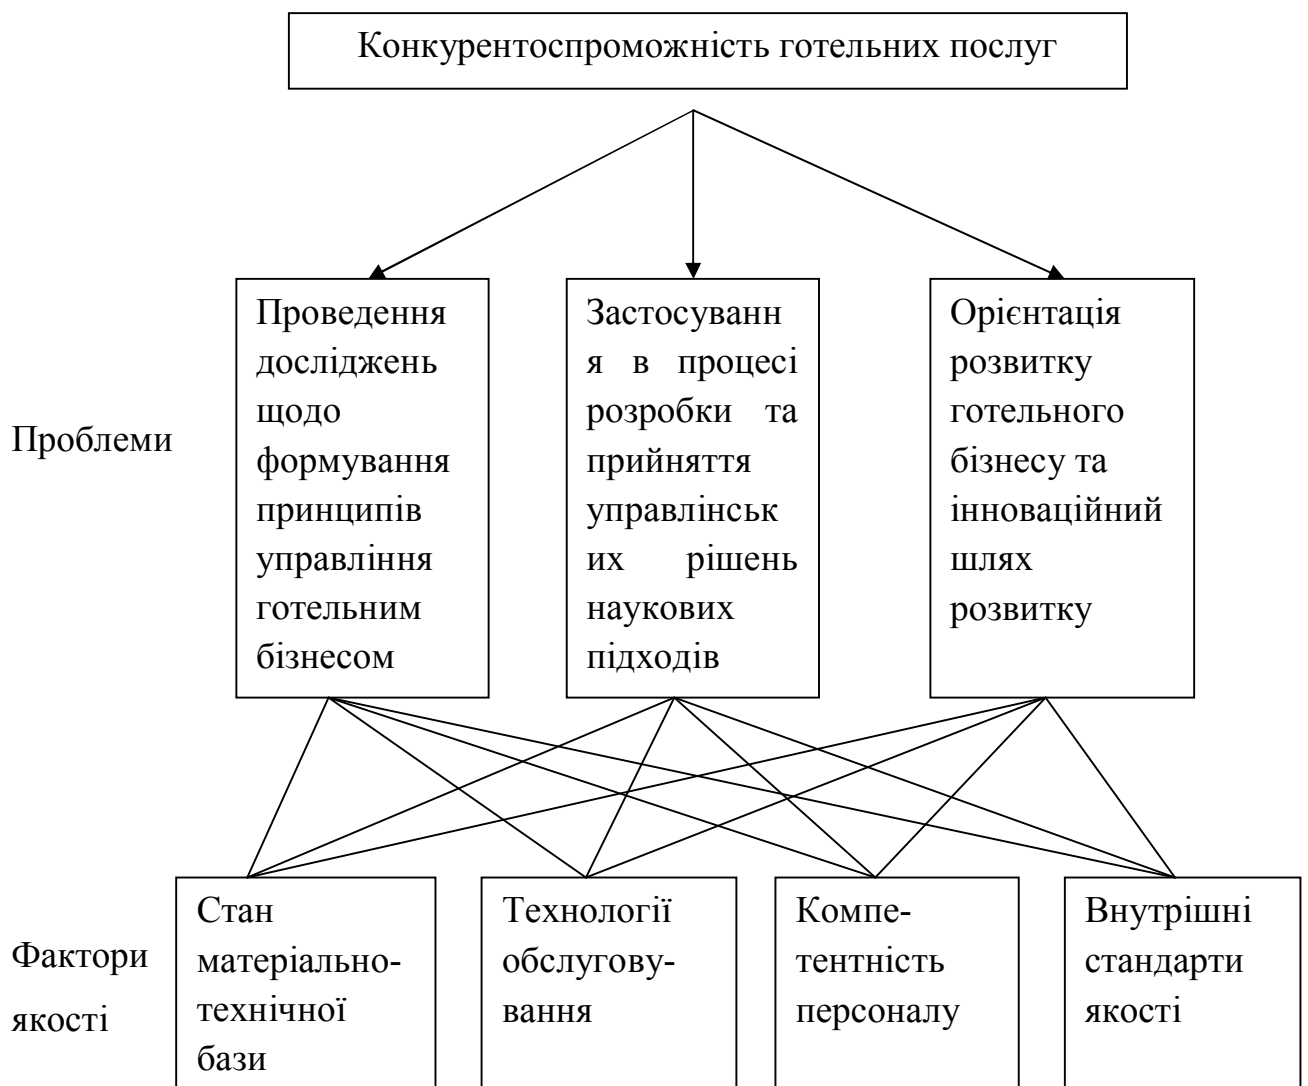 Конкурентоспроможність готельних послуг
Проблеми
Проведення
досліджень
щодо
формування
принципів
управління
готельним
бізнесом
Застосуванн
я в процесі
розробки та
прийняття
управлінськ
их рішень
наукових
підходів
Орієнтація
розвитку
готельного
бізнесу та
інноваційний
шлях
розвитку
Фактори
якості
Стан
матеріально-
технічної
бази
Технології
обслугову-
вання
Компе-
тентність
персоналу
Внутрішні
стандарти
якості